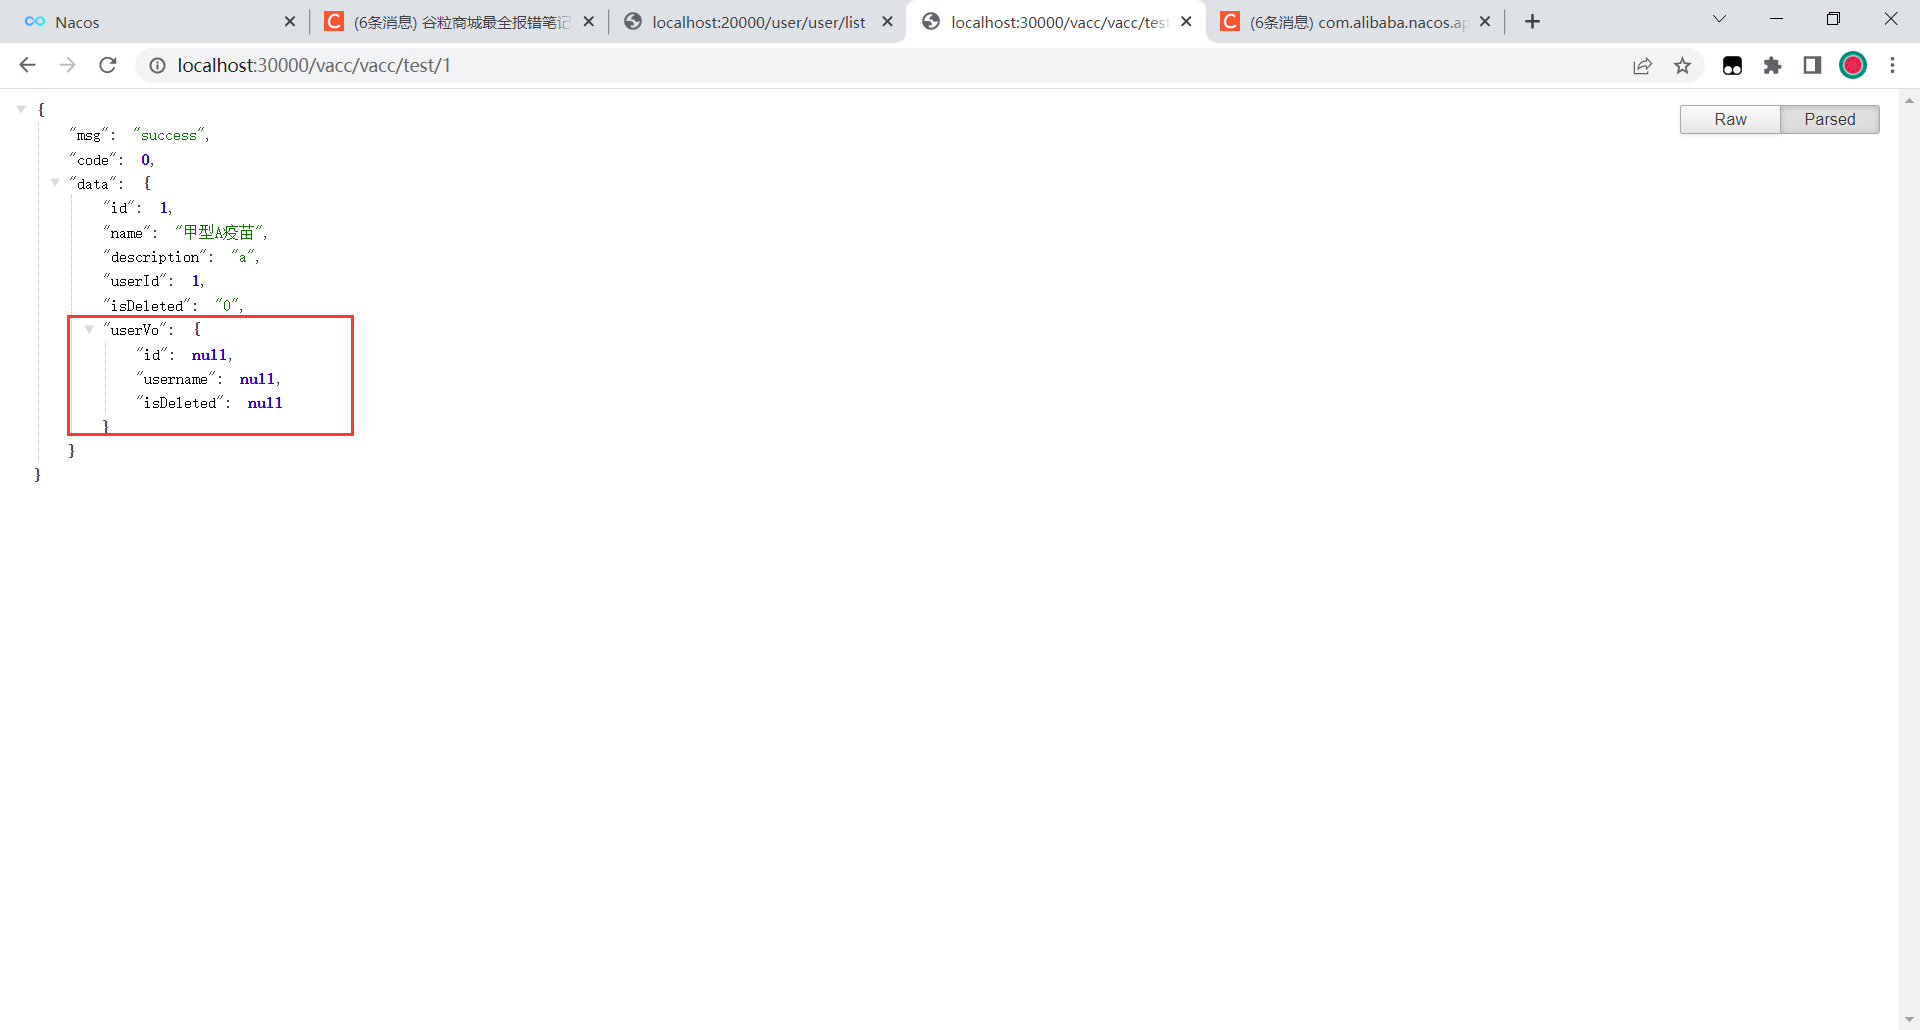 Nacos
(6条消息) 谷粒商城最全报错笔记
localhost:20000/user/user/list
localhost:30000/vacc/vacc/test
(6条消息) com.alibaba.nacos.ap
localhost:30000/vacc/vacc/test/1
Raw
Parsed
{
"msg": "success",
"code": 0,
"data": {
"id": 1,
"name": "甲型A疫苗",
"description": "a",
"userId": 1,
"isDeleted": "0",
"userVo": {
"id": null,
"username": null,
"isDeleted": null
}
}
}